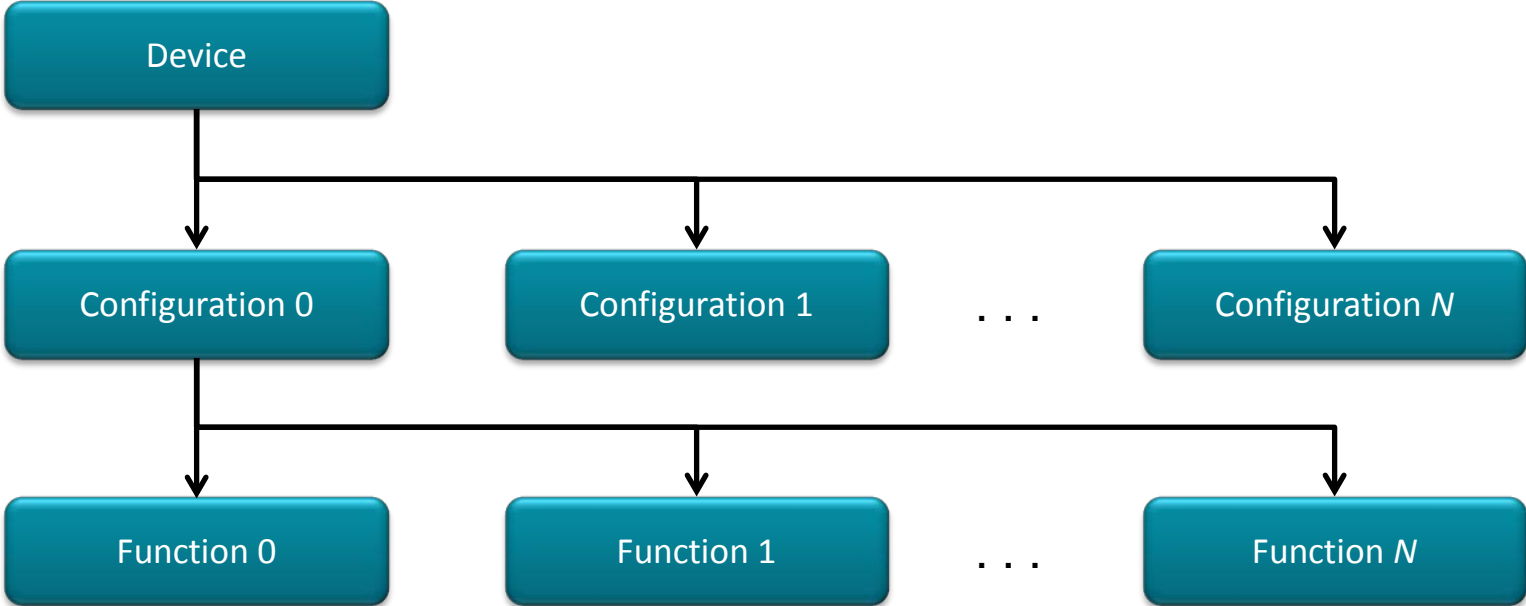 Device
Configuration 0
Configuration 1
. . .
Configuration N
Function 0
Function 1
. . .
Function N